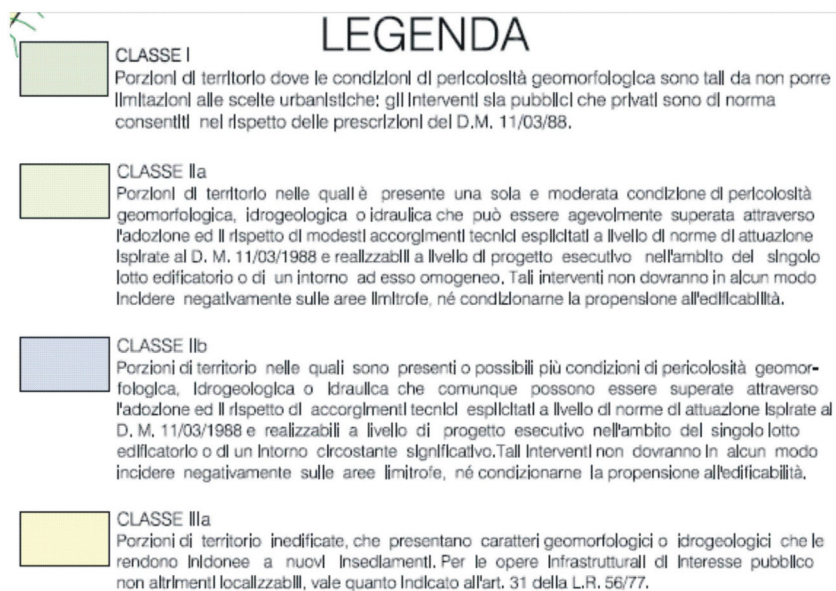 LEGENDA
CLASSE I
Porzioni di territorio dove le condizioni di pericolosità geomorfologica sono tali da non porre
limitazioni alle scelte urbanistiche: gli interventi sia pubblici che privati sono di norma
consentiti nel rispetto delle prescrizioni del D.M. 11/03/88.
CLASSE IIa
Porzioni di territorio nelle quali è presente una sola e moderata condizione di pericolosità
geomorfologica, idrogeologica o idraulica che può essere agevolmente superata attraverso
l'adozione ed il rispetto di modesti accorgimenti tecnici esplicitati a livello di norme di attuazione
ispirate al D. M. 11/03/1988 e realizzabili a livello di progetto esecutivo nell'ambito del singolo
lotto edificatorio o di un intorno ad esso omogeneo. Tali interventi non dovranno in alcun modo
incidere negativamente sulle aree limitrofe, né condizionarne la propensione all'edificabilità.
CLASSE IIb
Porzioni di territorio nelle quali sono presenti o possibili più condizioni di pericolosità geomor-
fologica, idrogeologica o idraulica che comunque possono essere superate attraverso
l'adozione ed il rispetto di accorgimenti tecnici esplicitati a livello di norme di attuazione ispirate al
D. M. 11/03/1988 e realizzabili a livello di progetto esecutivo nell'ambito del singolo lotto
edificatorio o di un intorno circostante significativo.Tali interventi non dovranno in alcun modo
incidere negativamente sulle aree limitrofe, né condizionarne la propensione all'edificabilità.
CLASSE IIIa
Porzioni di territorio inedificate, che presentano caratteri geomorfologici o idrogeologici che le
rendono inidonee a nuovi insediamenti. Per le opere infrastrutturali di interesse pubblico
non altrimenti localizzabili, vale quanto indicato all'art. 31 della L.R. 56/77.